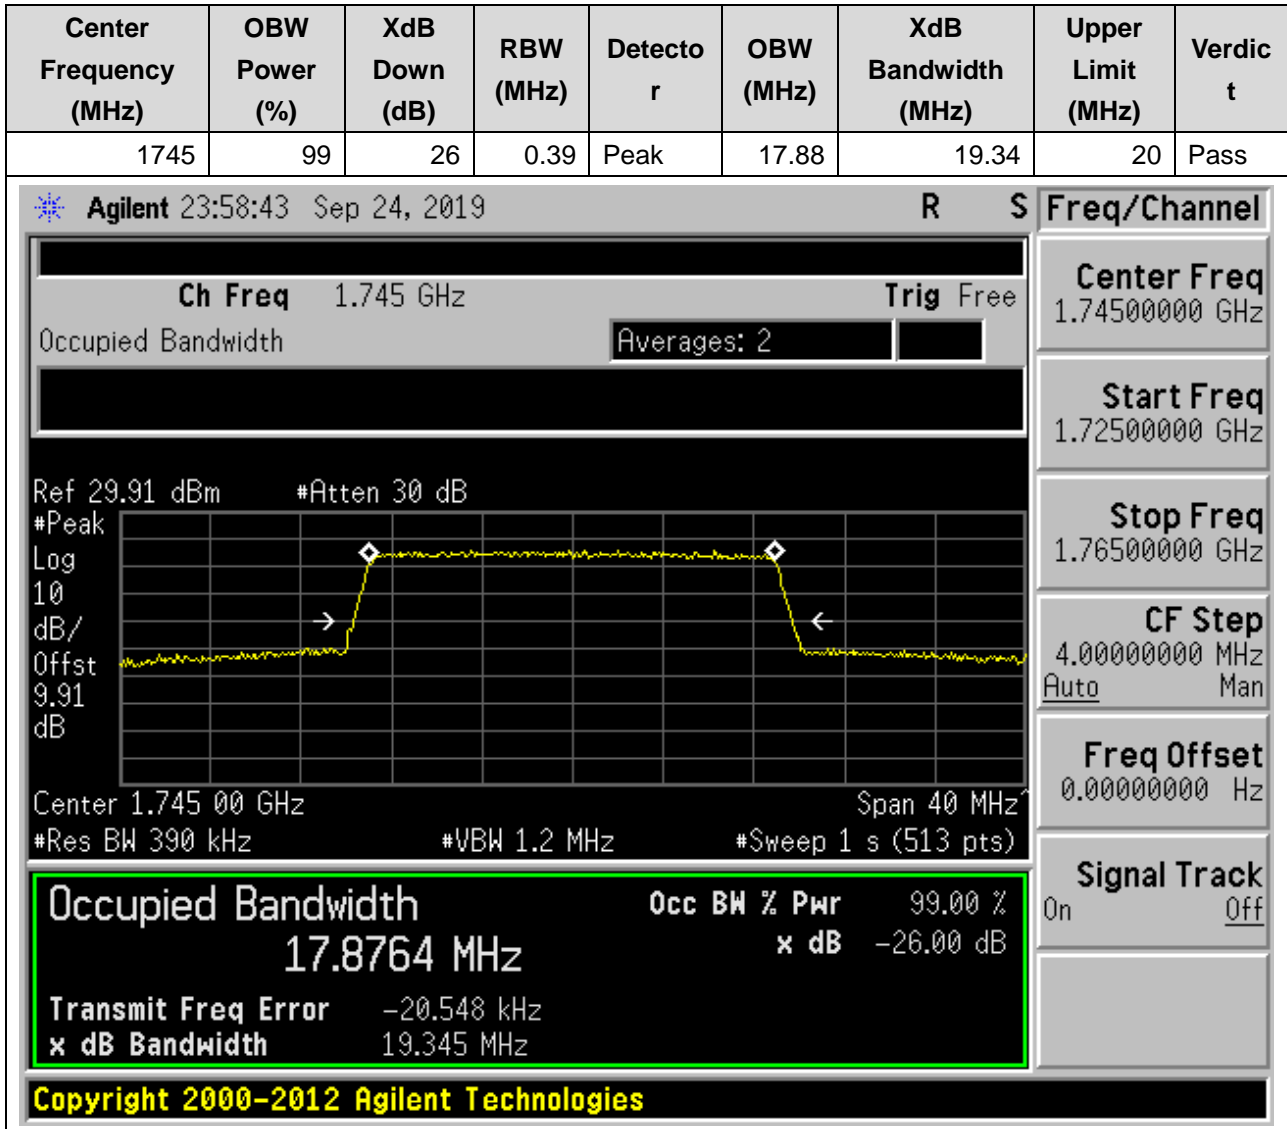 Center Frequency (MHz) OBW Power (%) XdB Down (dB) RBW (MHz) Detecto r OBW (MHz) XdB Bandwidth (MHz) Upper Limit (MHz) Verdic t
1745 99 26 0.39 Peak 17.88 19.34 20 Pass
Agilent 23:58:43 Sep 24, 2019 R S Freq/Channel
Ch Freq 1.745 GHz Trig Free
Occupied Bandwidth Averages: 2
Center Freq
1.74500000 GHz
Start Freq
1.72500000 GHz
Stop Freq
1.76500000 GHz
CF Step
4.00000000 MHz
Auto Man
Freq Offset
0.00000000 Hz
Signal Track
On Off
Ref 29.91 dBm #Atten 30 dB
#Peak
Log
10
dB/
Offst
9.91
dB
Center 1.745 00 GHz Span 40 MHz^
#Res BW 390 kHz #VBW 1.2 MHz #Sweep 1 s (513 pts)
Occupied Bandwidth Occ BW % Pwr 99.00 %
17.8764 MHz x dB -26.00 dB
Transmit Freq Error -20.548 kHz
x dB Bandwidth 19.345 MHz
Copyright 2000-2012 Agilent Technologies